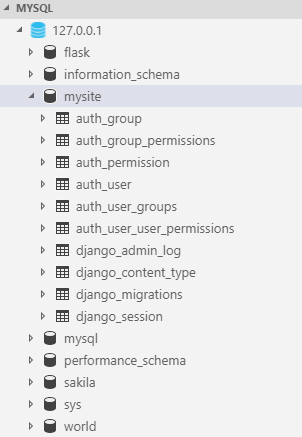 MYSQL
127.0.0.1
flask
information_schema
mysite
auth_group
auth_group_permissions
auth_permission
auth_user
auth_user_groups
auth_user_user_permissions
django_admin_log
django_content_type
django_migrations
django_session
mysql
performance_schema
sakila
sys
world